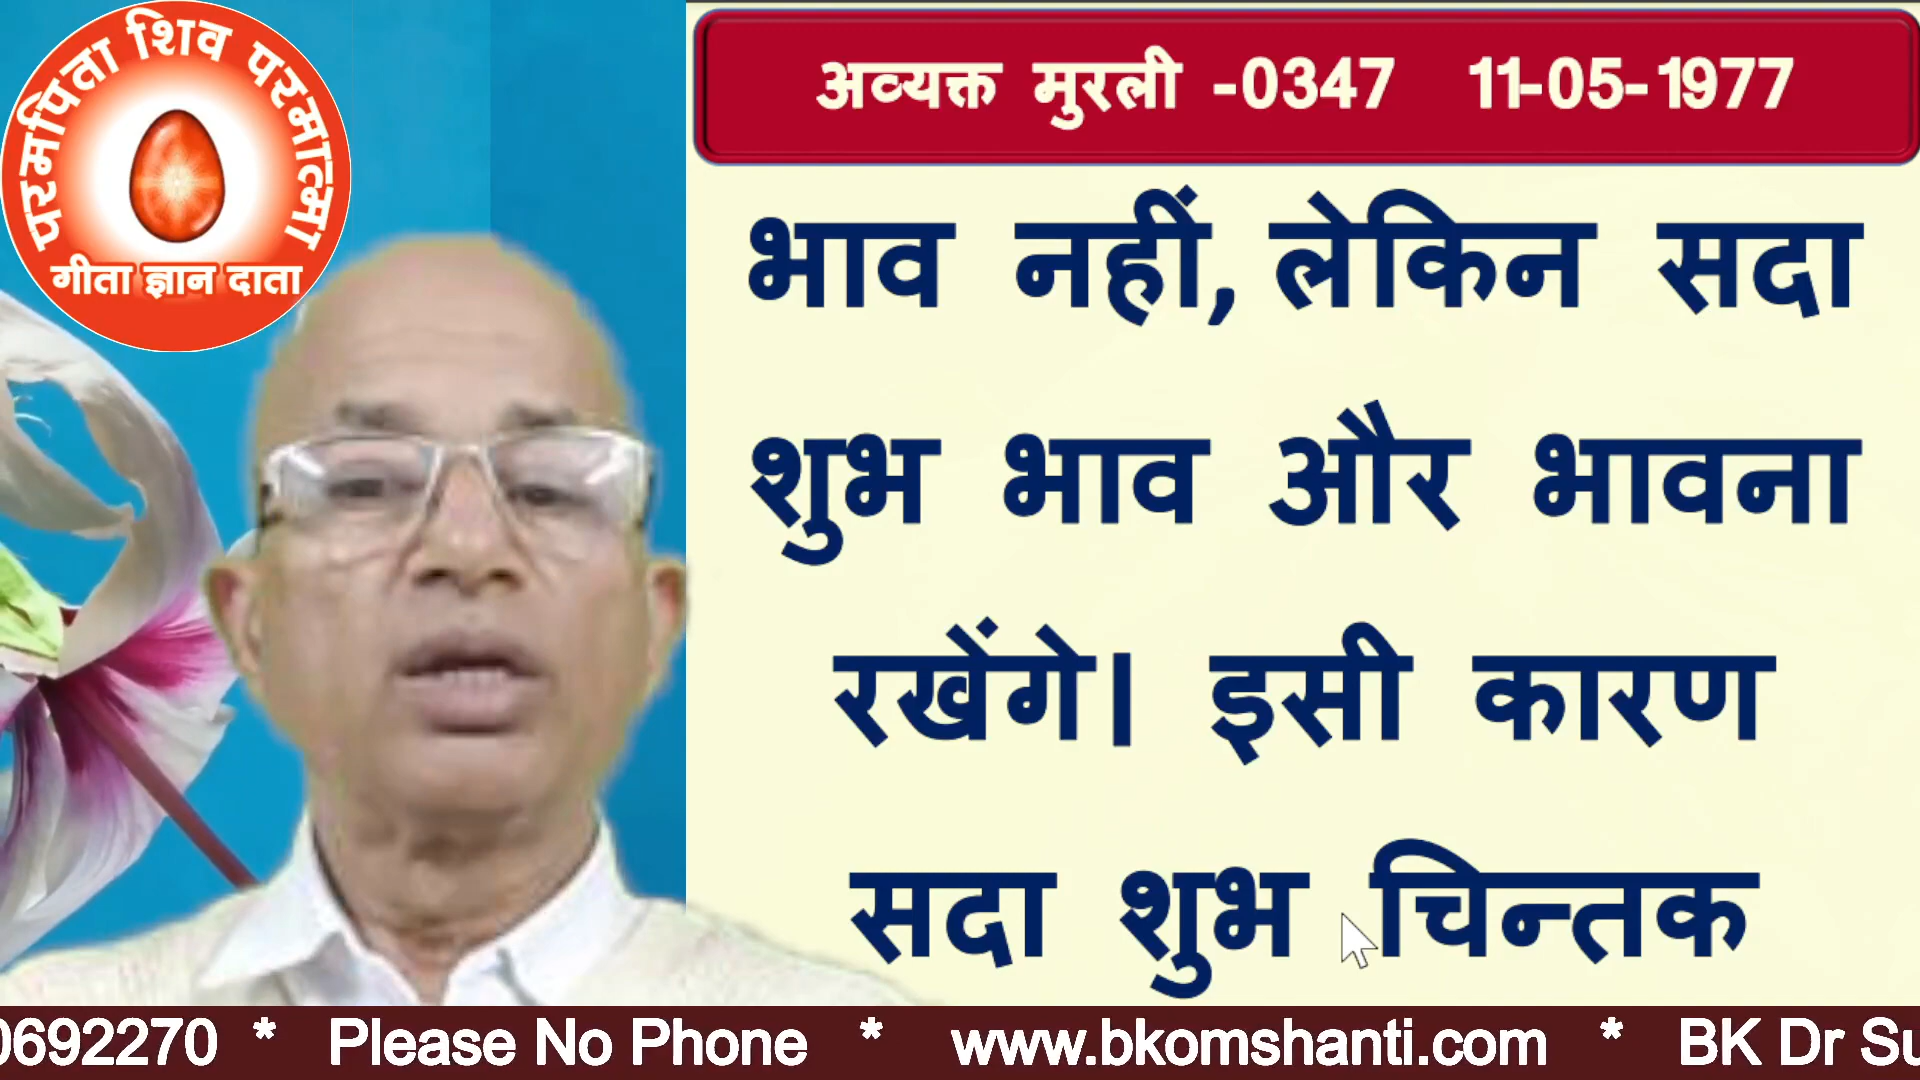 परमपिता शिव परमात्मा
गीता ज्ञान दाता
अव्यक्त मुरली -0347 11-05-1977
भाव नहीं, लेकिन सदा
शुभ भाव और भावना
रखेंगे। इसी कारण
सदा शुभ चिन्तक
0692270 * Please No Phone * www.bkomshanti.com * BK Dr Su